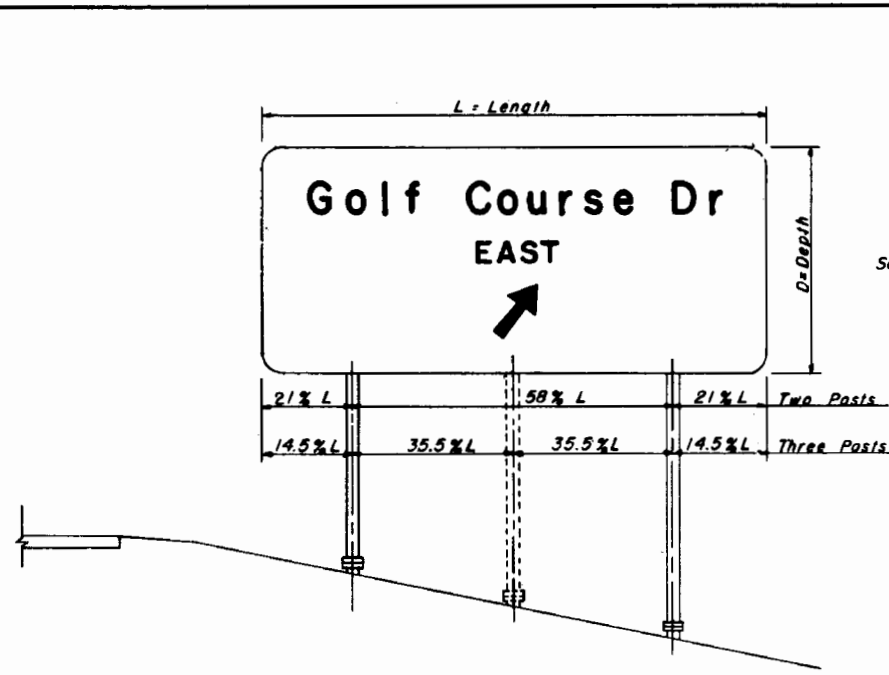 L = Length
Golf Course Dr
EAST
D=Depth
21% L 58% L 21% L Two Posts
14.5% L 35.5% L 35.5% L 14.5% L Three Posts